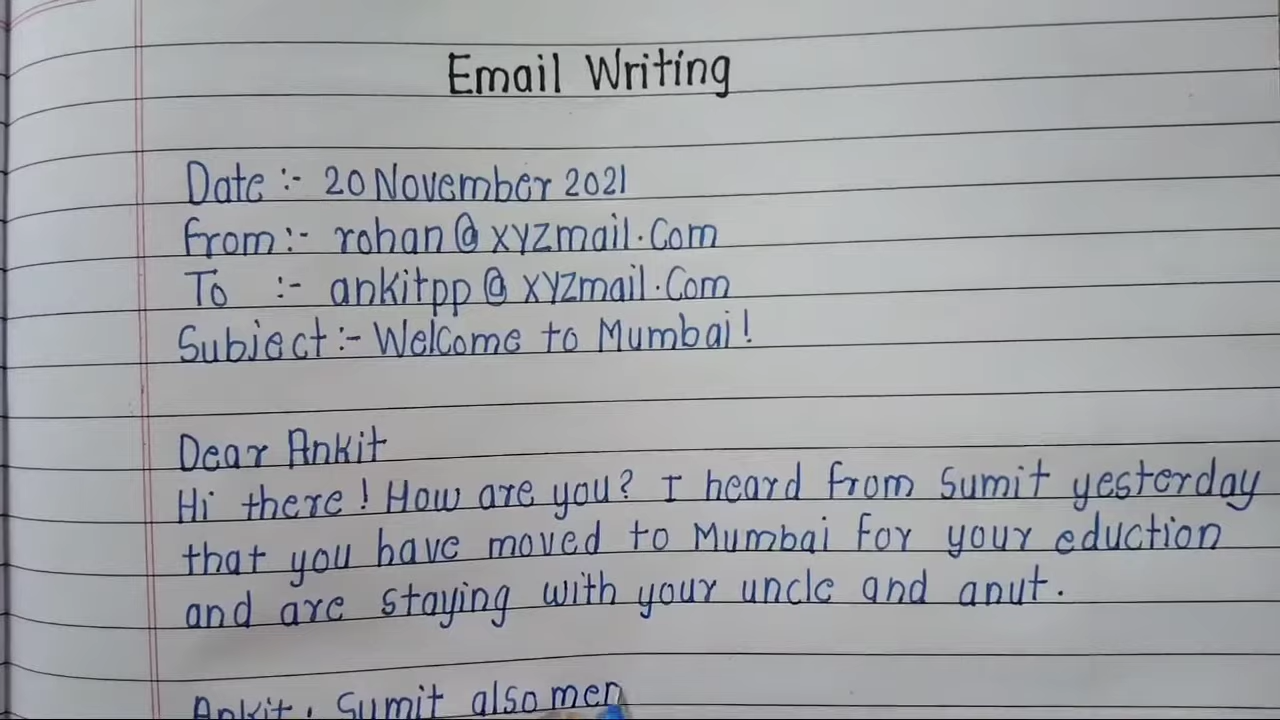 Email Writing
Date :- 20 November 2021
From :- rohan@xyzmail.Com
To :- ankitpp@xyzmail.Com
Subject :- Welcome to Mumbai!
Dear Ankit
Hi there! How are you? I heard from Sumit yesterday
that you have moved to Mumbai for your eduction
and are staying with your uncle and anut.
Ankit, Sumit also men